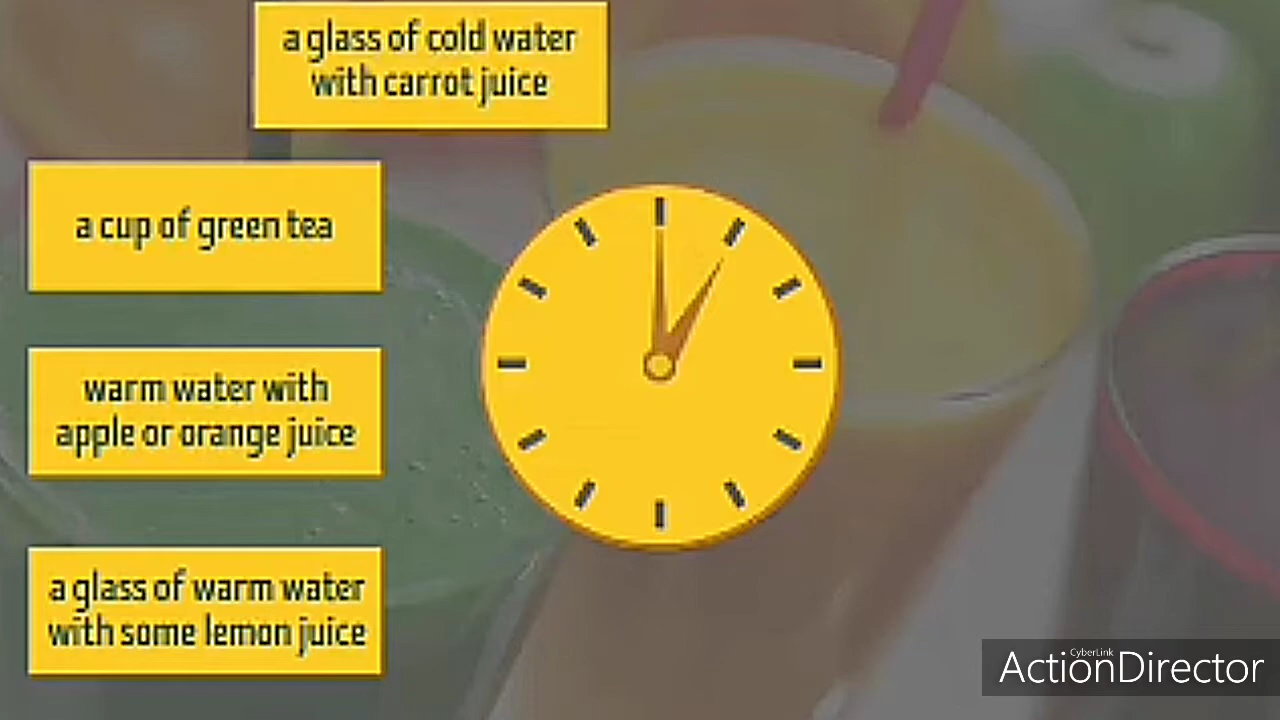 a glass of cold water
with carrot juice
a cup of green tea
warm water with
apple or orange juice
a glass of warm water
with some lemon juice
CyberLink
ActionDirector